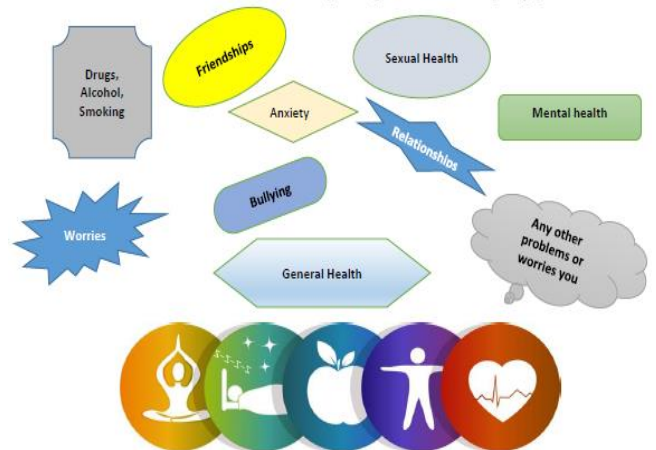 Friendships
Sexual Health
Drugs,
Alcohol,
Smoking
Anxiety
Mental health
Relationships
Bullying
Worries
Any other
problems or
worries you
General Health